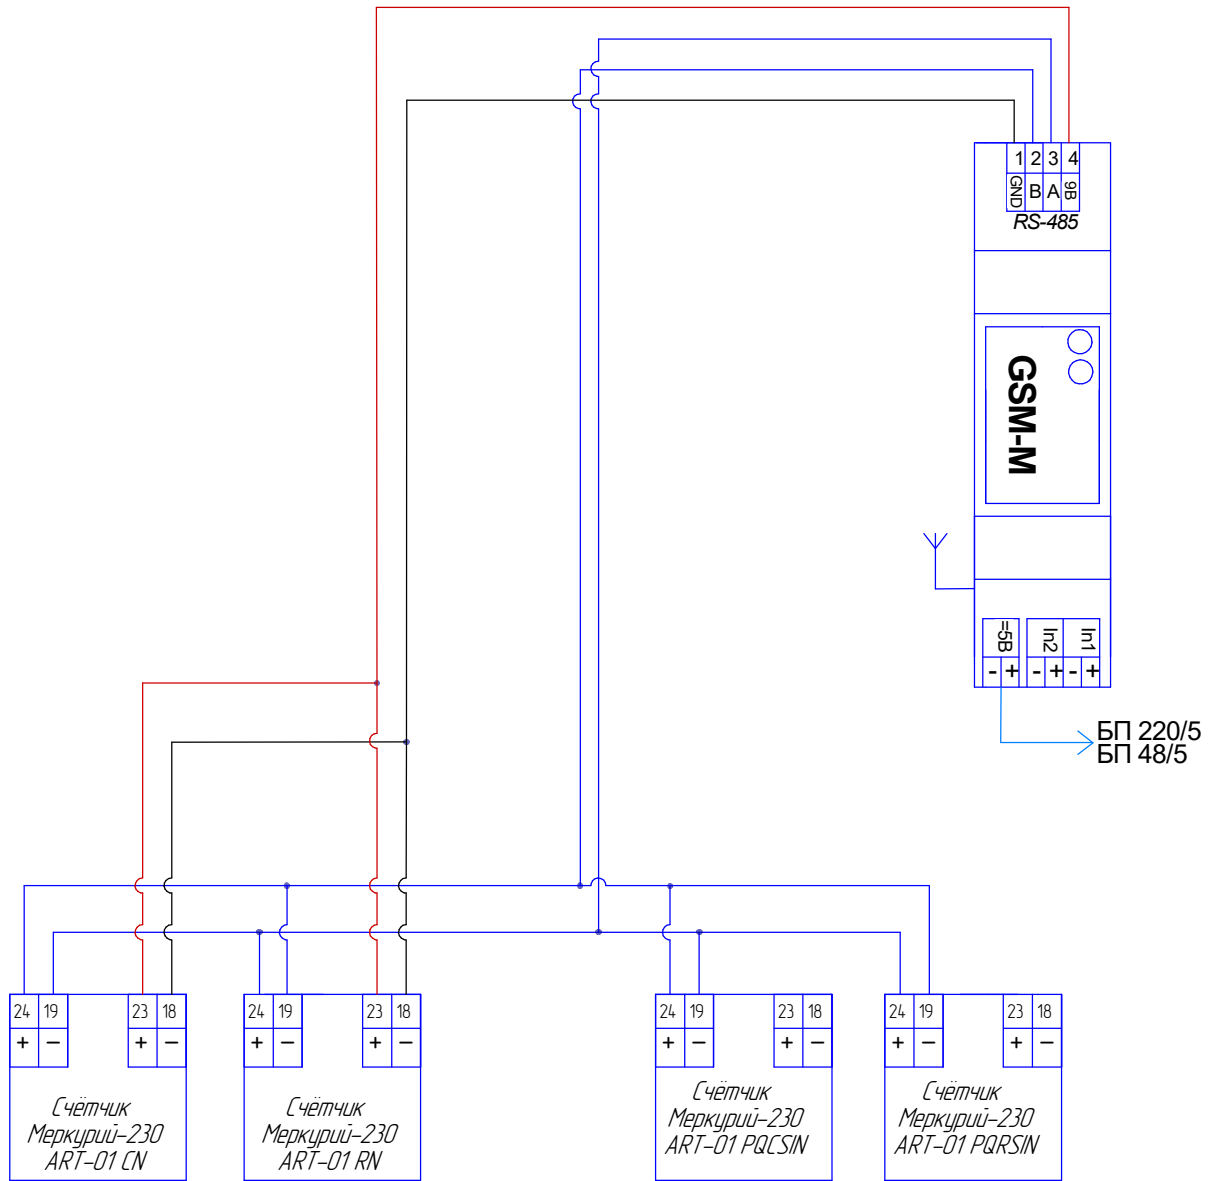 1 2 3 4
GND B A 9В
RS-485
GSM-M
=5В In2 In1
- + - + - +
БП 220/5
БП 48/5
24 19 23 18
+ − + −
Счётчик
Меркурий-230
ART-01 CN
24 19 23 18
+ − + −
Счётчик
Меркурий-230
ART-01 RN
24 19 23 18
+ − + −
Счётчик
Меркурий-230
ART-01 PQCSIN
24 19 23 18
+ − + −
Счётчик
Меркурий-230
ART-01 PQRSIN